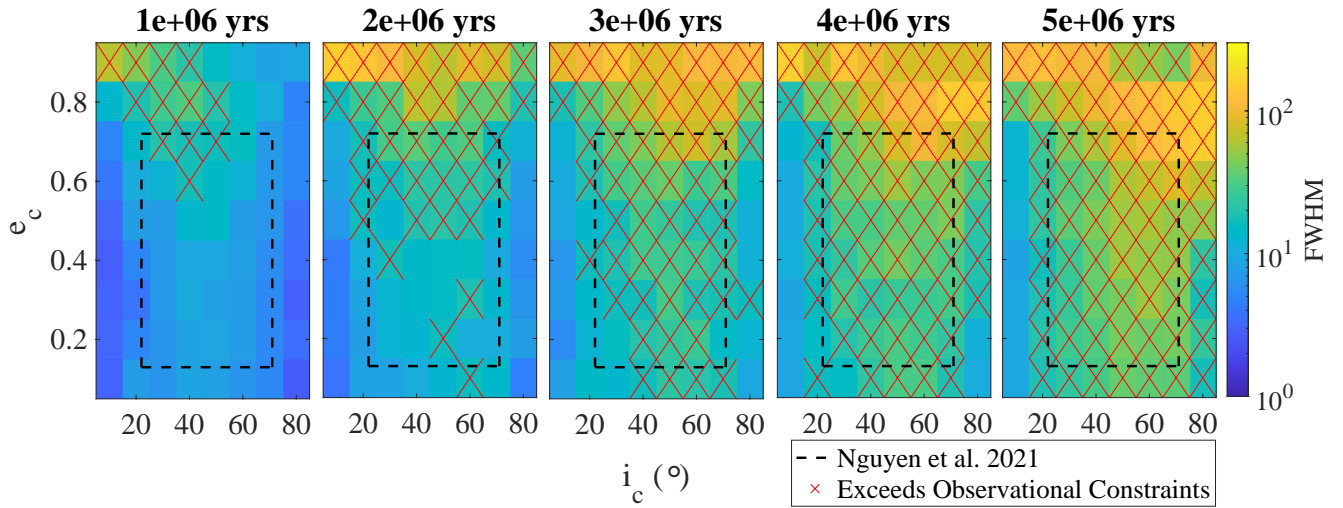 1e+06 yrs 2e+06 yrs 3e+06 yrs 4e+06 yrs 5e+06 yrs
0.8
0.6
0.4
0.2
e_c
20 40 60 80 20 40 60 80 20 40 60 80 20 40 60 80 20 40 60 80
i_c (°)
10^2
10^1
10^0
FWHM
Nguyen et al. 2021
Exceeds Observational Constraints